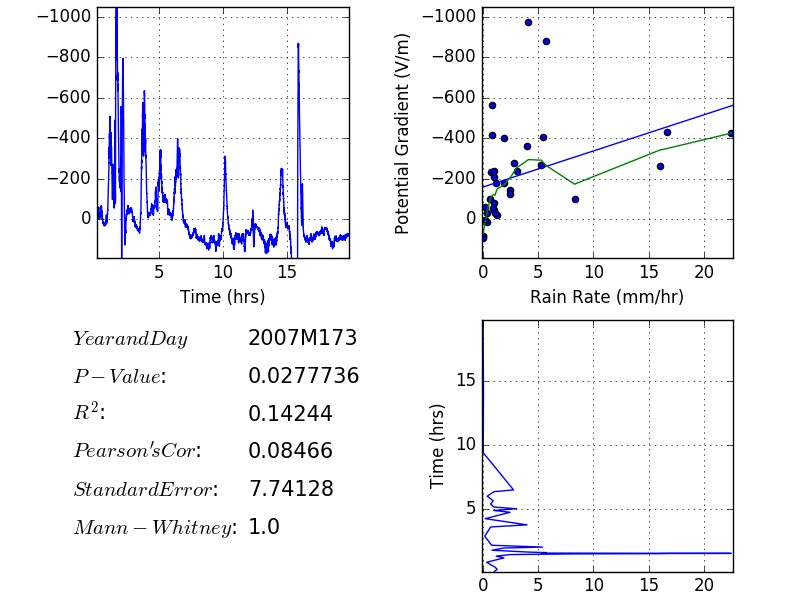 −1000
−800
−600
−400
−200
0
5 10 15
Time (hrs)
Potential Gradient (V/m)
−1000
−800
−600
−400
−200
0
0 5 10 15 20
Rain Rate (mm/hr)
YearandDay 2007M173
P−Value: 0.0277736
R²: 0.14244
Pearson'sCor: 0.08466
StandardError: 7.74128
Mann−Whitney: 1.0
Time (hrs)
15
10
5
0 5 10 15 20